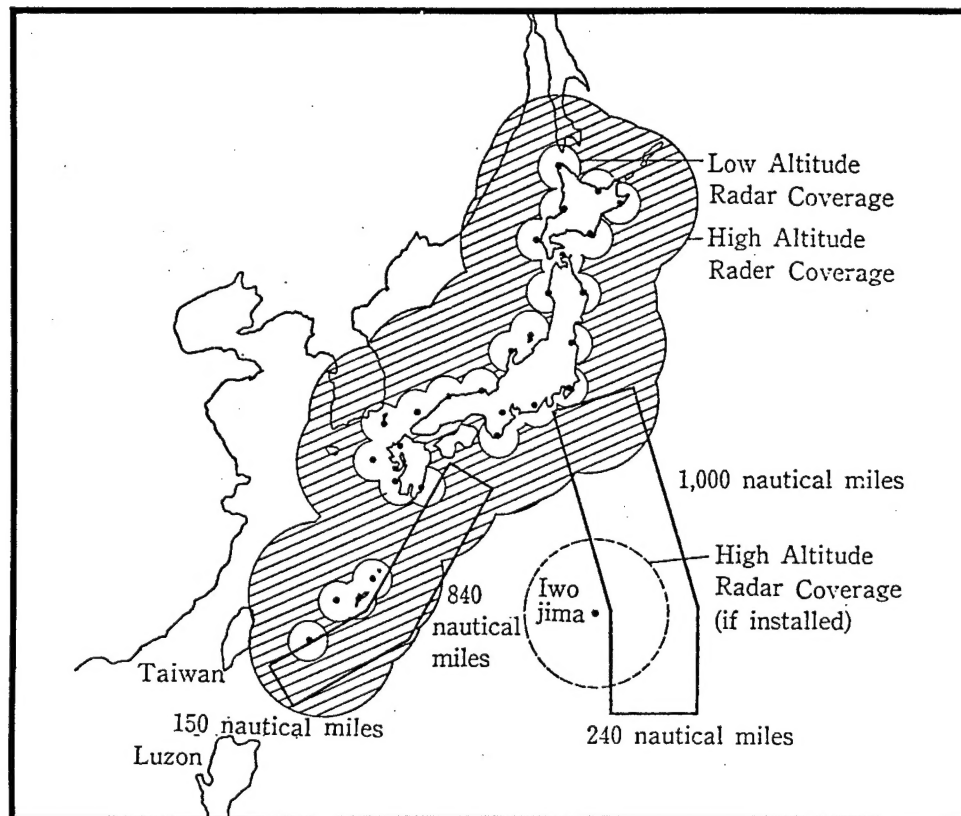 Low Altitude
Radar Coverage
High Altitude
Rader Coverage
1,000 nautical miles
High Altitude
Radar Coverage
(if installed)
Iwo
jima
840
nautical
miles
Taiwan
150 nautical miles
240 nautical miles
Luzon